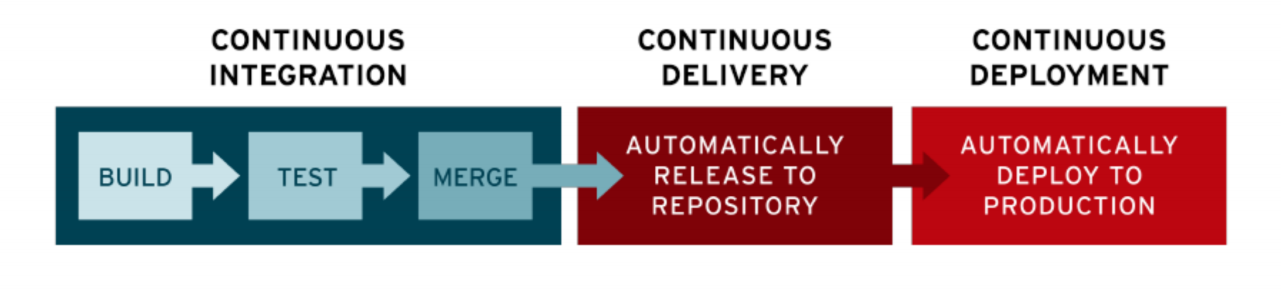 CONTINUOUS
INTEGRATION
CONTINUOUS
DELIVERY
CONTINUOUS
DEPLOYMENT
BUILD
TEST
MERGE
AUTOMATICALLY
RELEASE TO
REPOSITORY
AUTOMATICALLY
DEPLOY TO
PRODUCTION